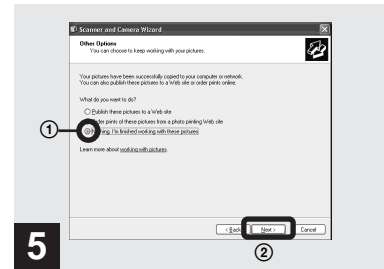 Scanner and Camera Wizard
Other Options
You can choose to keep working with your pictures.
Your pictures have been successfully copied to your computer or network.
You can also publish these pictures to a Web site or order prints online.
What do you want to do?
Publish these pictures to a Web site
prints of these pictures from a photo printing Web site
1
I'm finished working with these pictures
Learn more about working with pictures.
< Back Next > Cancel
2
5